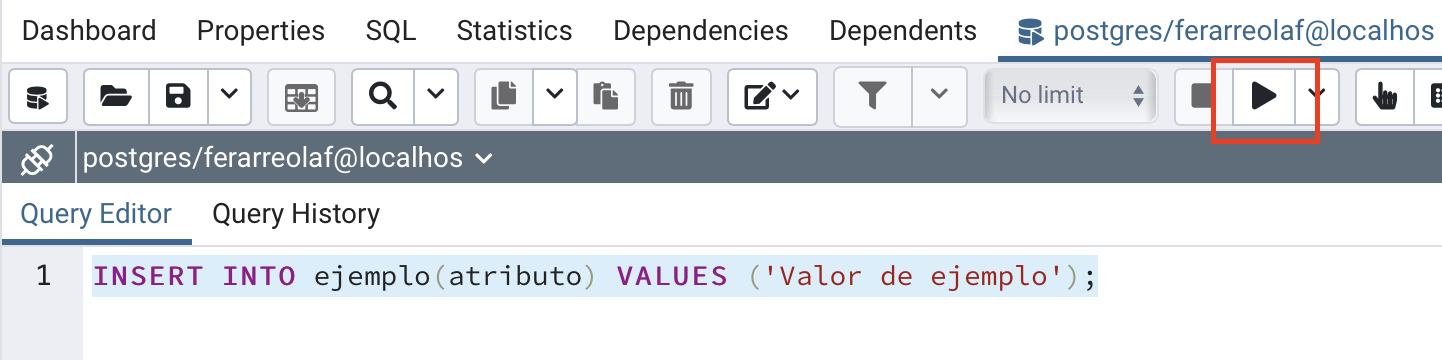 Dashboard Properties SQL Statistics Dependencies Dependents postgres/ferarreolaf@localhos
No limit
postgres/ferarreolaf@localhos
Query Editor Query History
1 INSERT INTO ejemplo(atributo) VALUES ('Valor de ejemplo');